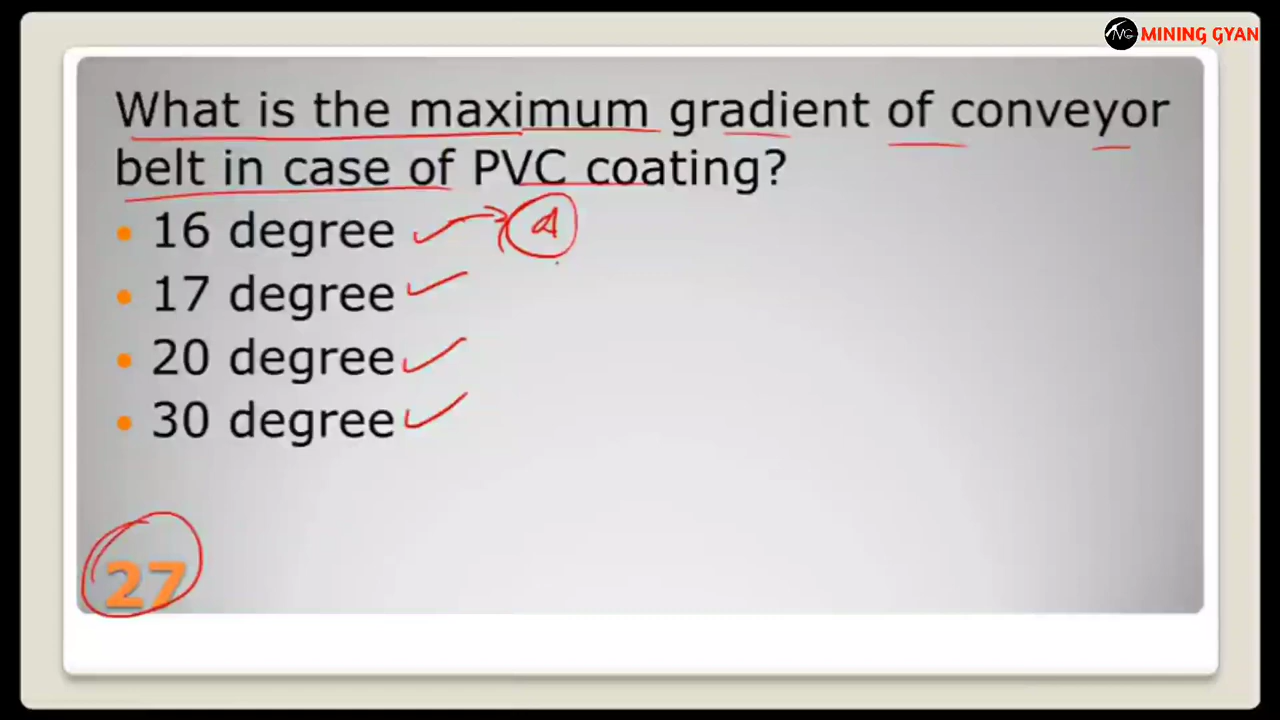 MINING GYAN
What is the maximum gradient of conveyor
belt in case of PVC coating?
• 16 degree
• 17 degree
• 20 degree
• 30 degree
27